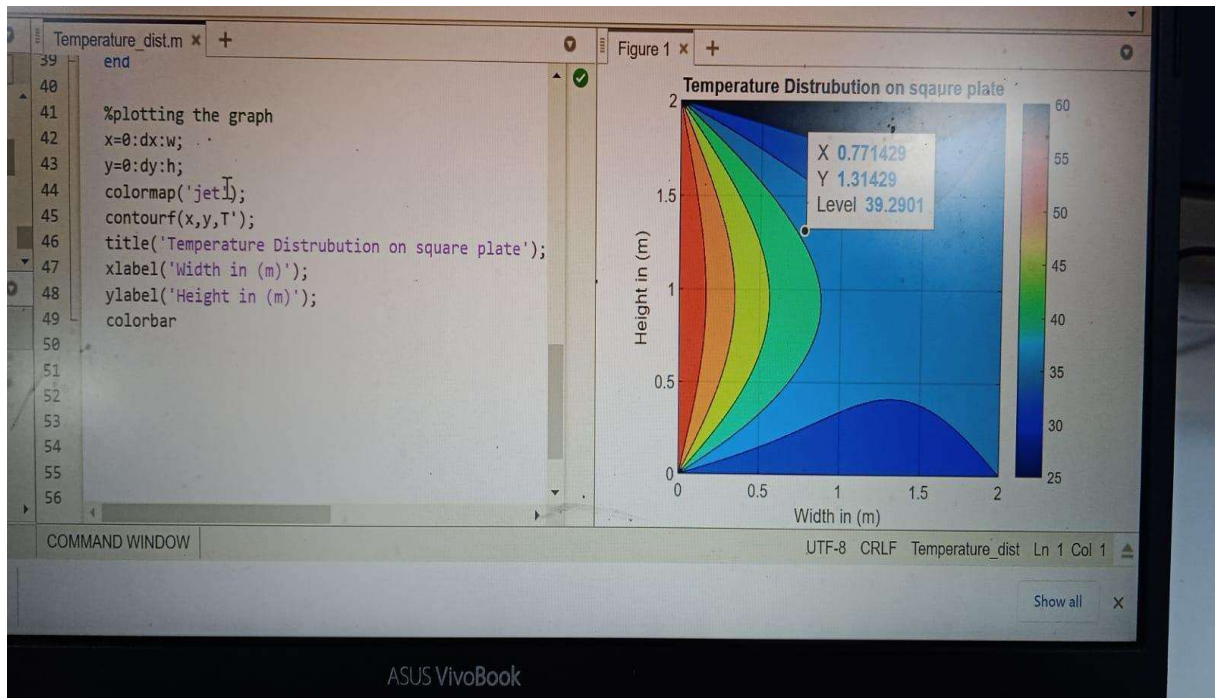 Temperature_dist.m × +
39 end
40
41 %plotting the graph
42 x=0:dx:w;
43 y=0:dy:h;
44 colormap('jet');
45 contourf(x,y,T');
46 title('Temperature Distrubution on square plate');
47 xlabel('Width in (m)');
48 ylabel('Height in (m)');
49 colorbar
50
51
52
53
54
55
56
COMMAND WINDOW
Figure 1 × +
Temperature Distrubution on sqaure plate
2
1.5
1
0.5
0
Height in (m)
X 0.771429
Y 1.31429
Level 39.2901
0 0.5 1 1.5 2
Width in (m)
60
55
50
45
40
35
30
25
UTF-8 CRLF Temperature_dist Ln 1 Col 1
Show all ×
ASUS VivoBook